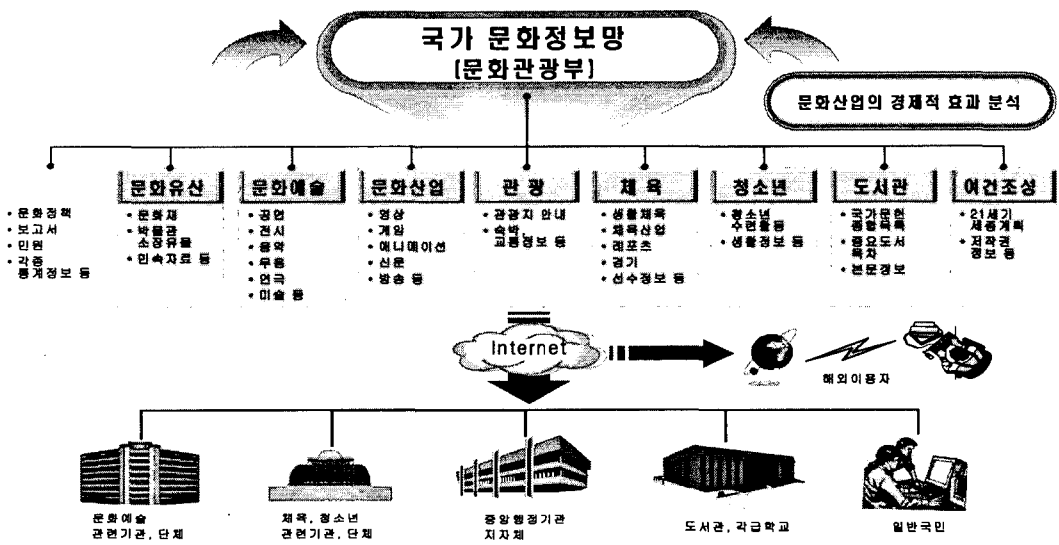 국가 문화정보망
[문화관광부]
문화산업의 경제적 효과 분석
• 문화정책
• 보고서
• 민원
• 각종
통계정보 등
문화유산
• 문화재
• 박물관
소장유물
• 민속자료 등
문화예술
• 공연
• 전시
• 음악
• 무용
• 연극
• 미술 등
문화산업
• 영상
• 게임
• 애니메이션
• 신문
• 방송 등
관 광
• 관광지 안내
• 숙박,
교통정보 등
체 육
• 생활체육
• 체육산업
• 레포츠
• 경기
• 선수정보 등
청소년
• 청소년
수련활동
• 생활정보 등
도서관
• 국가문헌
종합목록
• 중요도서
목차
• 본문정보
여건조성
• 21세기
세종계획
• 저작권
정보 등
Internet
해외이용자
문화예술
관련기관, 단체
체육, 청소년
관련기관, 단체
중앙행정기관
지자체
도서관, 각급학교
일반국민